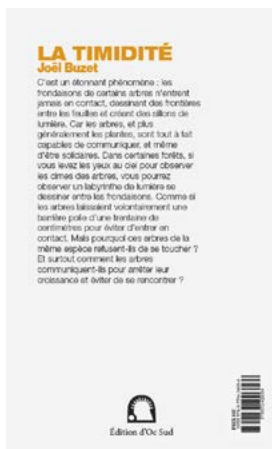 LA TIMIDITÉ
Joël Buzet
C'est un étonnant phénomène : les
frondaisons de certains arbres n'entrent
jamais en contact, dessinant des frontières
entre les feuilles et créant des sillons de
lumière. Car les arbres, et plus
généralement les plantes, sont tout à fait
capables de communiquer, et même
d'être solidaires. Dans certaines forêts, si
vous levez les yeux au ciel pour observer
les cimes des arbres, vous pourrez
observer un labyrinthe de lumière se
dessiner entre les frondaisons. Comme si
les arbres laissaient volontairement une
barrière polie d'une trentaine de
centimètres pour éviter d'entrer en
contact. Mais pourquoi ces arbres de la
même espèce refusent-ils de se toucher ?
Et surtout comment les arbres
communiquent-ils pour arrêter leur
croissance et éviter de se rencontrer ?
Édition d'Oc Sud